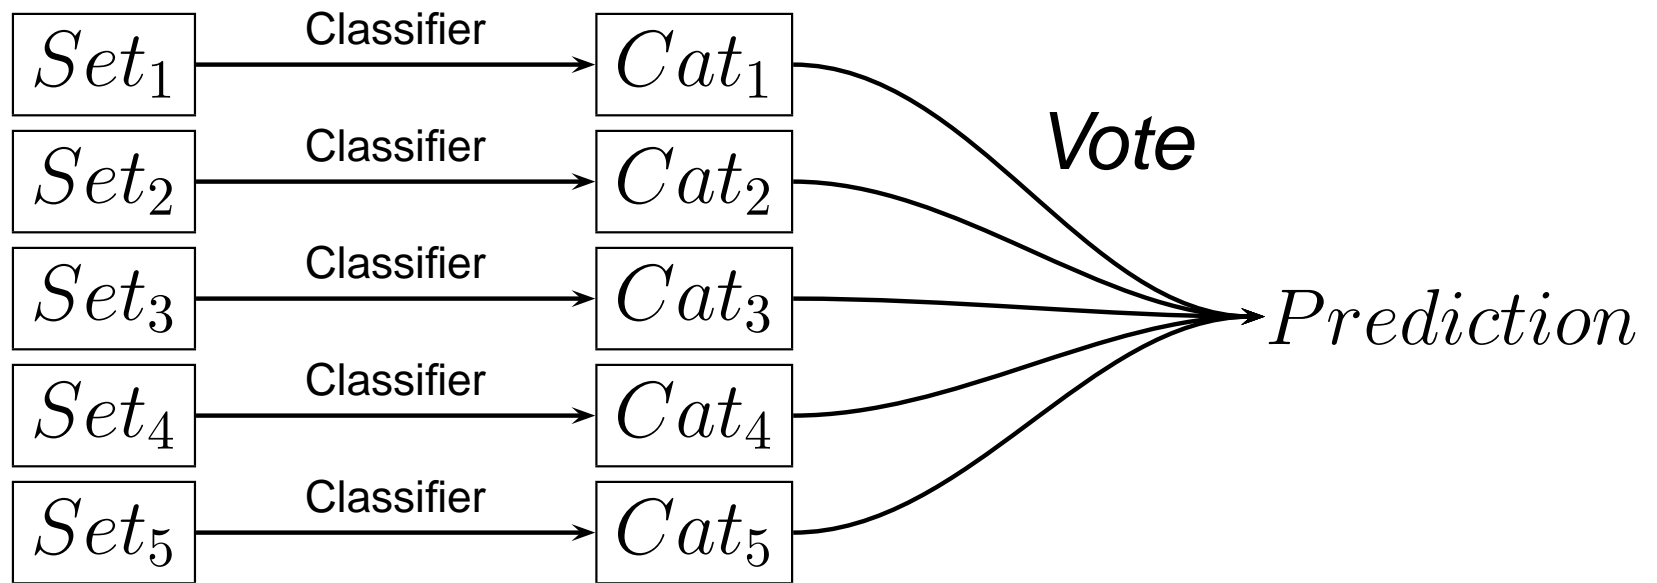 Set₁ Classifier Cat₁
Vote
Set₂ Classifier Cat₂
Set₃ Classifier Cat₃
Prediction
Set₄ Classifier Cat₄
Set₅ Classifier Cat₅